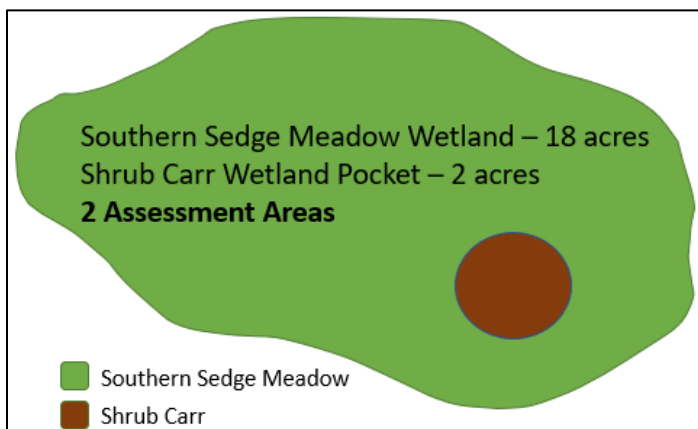 Southern Sedge Meadow Wetland – 18 acres
Shrub Carr Wetland Pocket – 2 acres
2 Assessment Areas
Southern Sedge Meadow
Shrub Carr